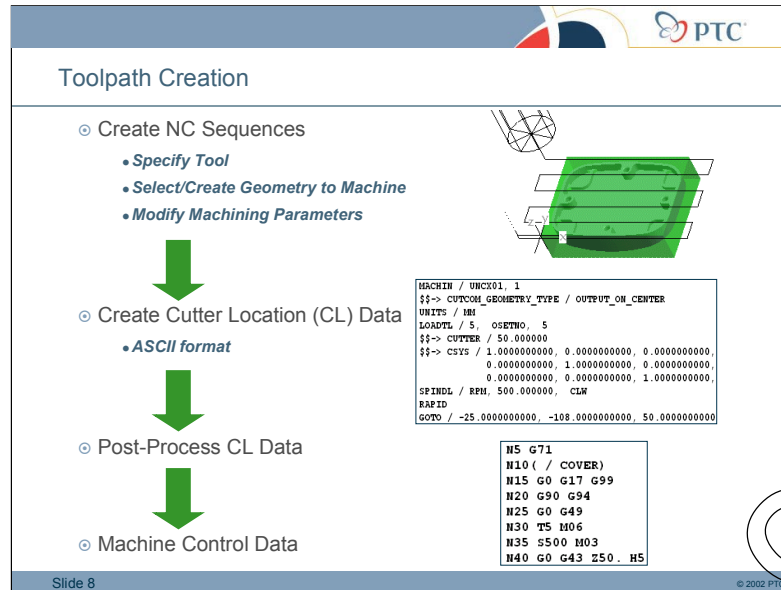 PTC
Toolpath Creation
Create NC Sequences
Specify Tool
Select/Create Geometry to Machine
Modify Machining Parameters
Z Y
X
Create Cutter Location (CL) Data
ASCII format
MACHIN / UNCX01, 1
$$-> CUTCOM_GEOMETRY_TYPE / OUTPUT_ON_CENTER
UNITS / MM
LOADTL / 5, OSETNO, 5
$$-> CUTTER / 50.000000
$$-> CSYS / 1.0000000000, 0.0000000000, 0.0000000000,
0.0000000000, 1.0000000000, 0.0000000000,
0.0000000000, 0.0000000000, 1.0000000000,
SPINDL / RPM, 500.000000, CLW
RAPID
GOTO / -25.0000000000, -108.0000000000, 50.0000000000
Post-Process CL Data
Machine Control Data
N5 G71
N10( / COVER)
N15 G0 G17 G99
N20 G90 G94
N25 G0 G49
N30 T5 M06
N35 S500 M03
N40 G0 G43 Z50. H5
Slide 8
© 2002 PTC